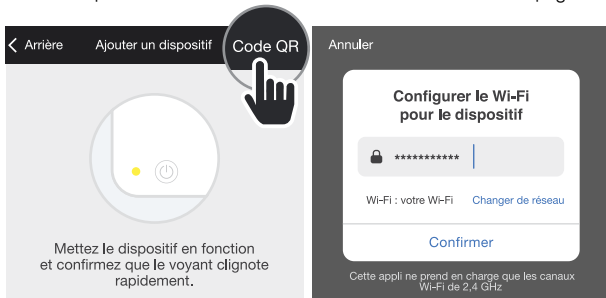 Arrière
Ajouter un dispositif
Code QR
Mettez le dispositif en fonction
et confirmez que le voyant clignote
rapidement.
Annuler
Configurer le Wi-Fi
pour le dispositif
***********
Wi-Fi : votre Wi-Fi
Changer de réseau
Confirmer
Cette appli ne prend en charge que les canaux
Wi-Fi de 2,4 GHz